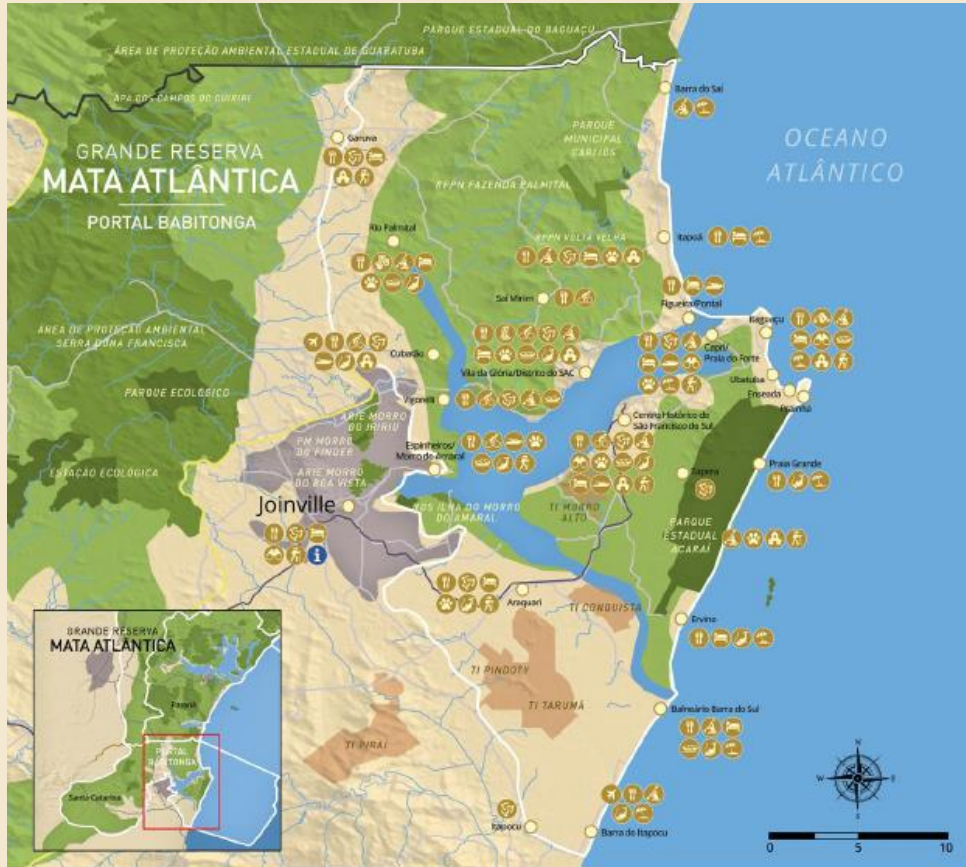 PARQUE ESTADUAL DO BAGUAÇU
ÁREA DE PROTEÇÃO AMBIENTAL ESTADUAL DE GUARATUBA
Barra do Saí
APA DOS CAMPOS DO QUIRIRI
OCEANO
ATLÂNTICO
Garuva
PARQUE
MUNICIPAL
CARIJÓS
GRANDE RESERVA
MATA ATLÂNTICA
PORTAL BABITONGA
RPPN FAZENDA PALMITAL
Rio Palmital
RPPN VOLTA VELHA
Itapoá
Saí Mirim
Figueira/Pontal
Itaguaçu
ÁREA DE PROTEÇÃO AMBIENTAL
SERRA DONA FRANCISCA
Cubatão
Capri/
Praia do Forte
Vila da Glória/Distrito do SAC
Ubatuba
Enseada
Prainha
PARQUE ECOLÓGICO
Vigorelli
ARIE MORRO
DO IRIRIÚ
Centro Histórico de
São Francisco do Sul
PM MORRO
DO FINDER
Espinheiros/
Morro do Amaral
ESTAÇÃO ECOLÓGICA
ARIE MORRO
DO BOA VISTA
Praia Grande
Tapera
Joinville
RDS ILHA DO MORRO
DO AMARAL
TI MORRO
ALTO
PARQUE
ESTADUAL
ACARAÍ
i
Araquari
TI CONQUISTA
Ervino
GRANDE RESERVA
MATA ATLÂNTICA
TI PINDOTY
TI TARUMÃ
Paraná
Balneário Barra do Sul
TI PIRAÍ
PORTAL
BABITONGA
N
W
E
S
Santa Catarina
Itapocu
Barra do Itapocu
0 5 10